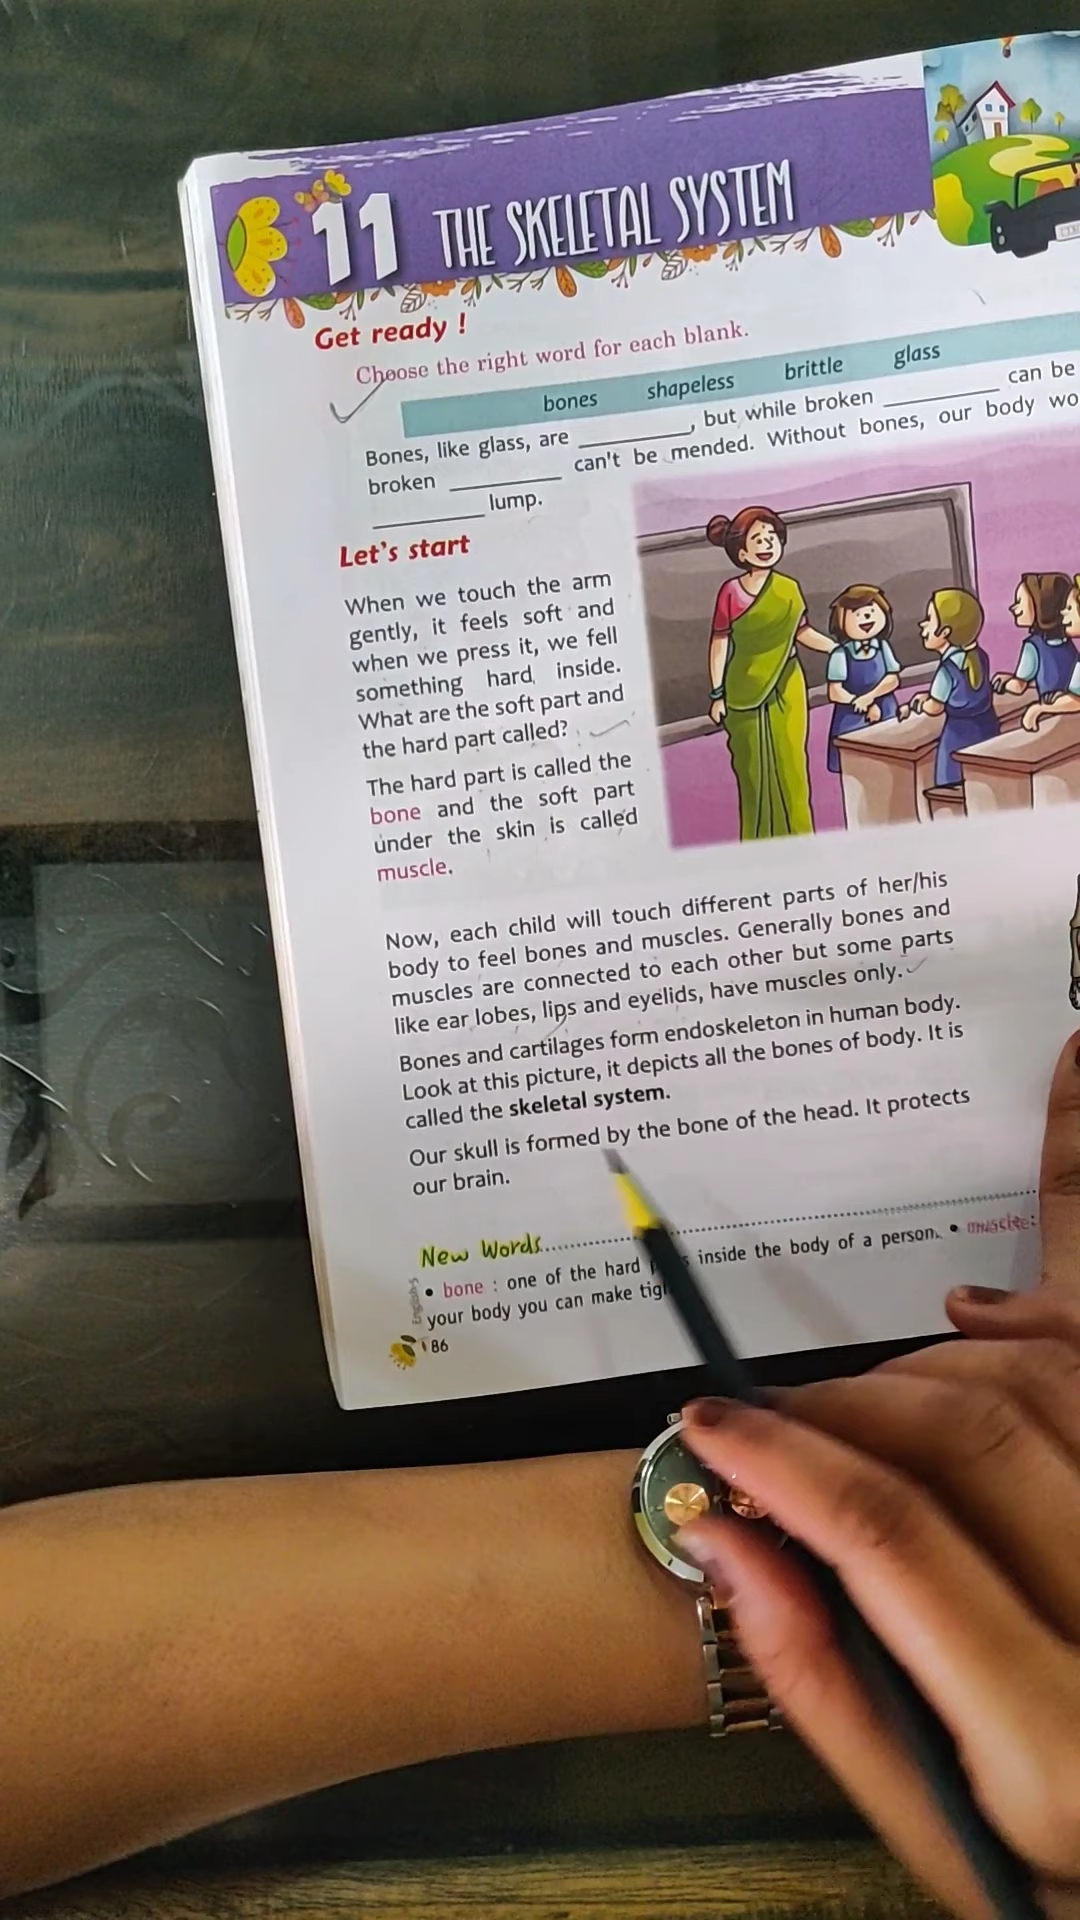 11 THE SKELETAL SYSTEM
Get ready !
Choose the right word for each blank.
bones shapeless brittle glass
Bones, like glass, are __________, but while broken __________ can be
broken __________ can't be mended. Without bones, our body
__________ lump.
Let's start
When we touch the arm
gently, it feels soft and
when we press it, we fell
something hard inside.
What are the soft part and
the hard part called?
The hard part is called the
bone and the soft part
under the skin is called
muscle.
Now, each child will touch different parts of her/his
body to feel bones and muscles. Generally bones and
muscles are connected to each other but some parts
like ear lobes, lips and eyelids, have muscles only.
Bones and cartilages form endoskeleton in human body.
Look at this picture, it depicts all the bones of body. It is
called the skeletal system.
Our skull is formed by the bone of the head. It protects
our brain.
New Words
• bone : one of the hard inside the body of a person. • muscle:
your body you can make
English-5
86